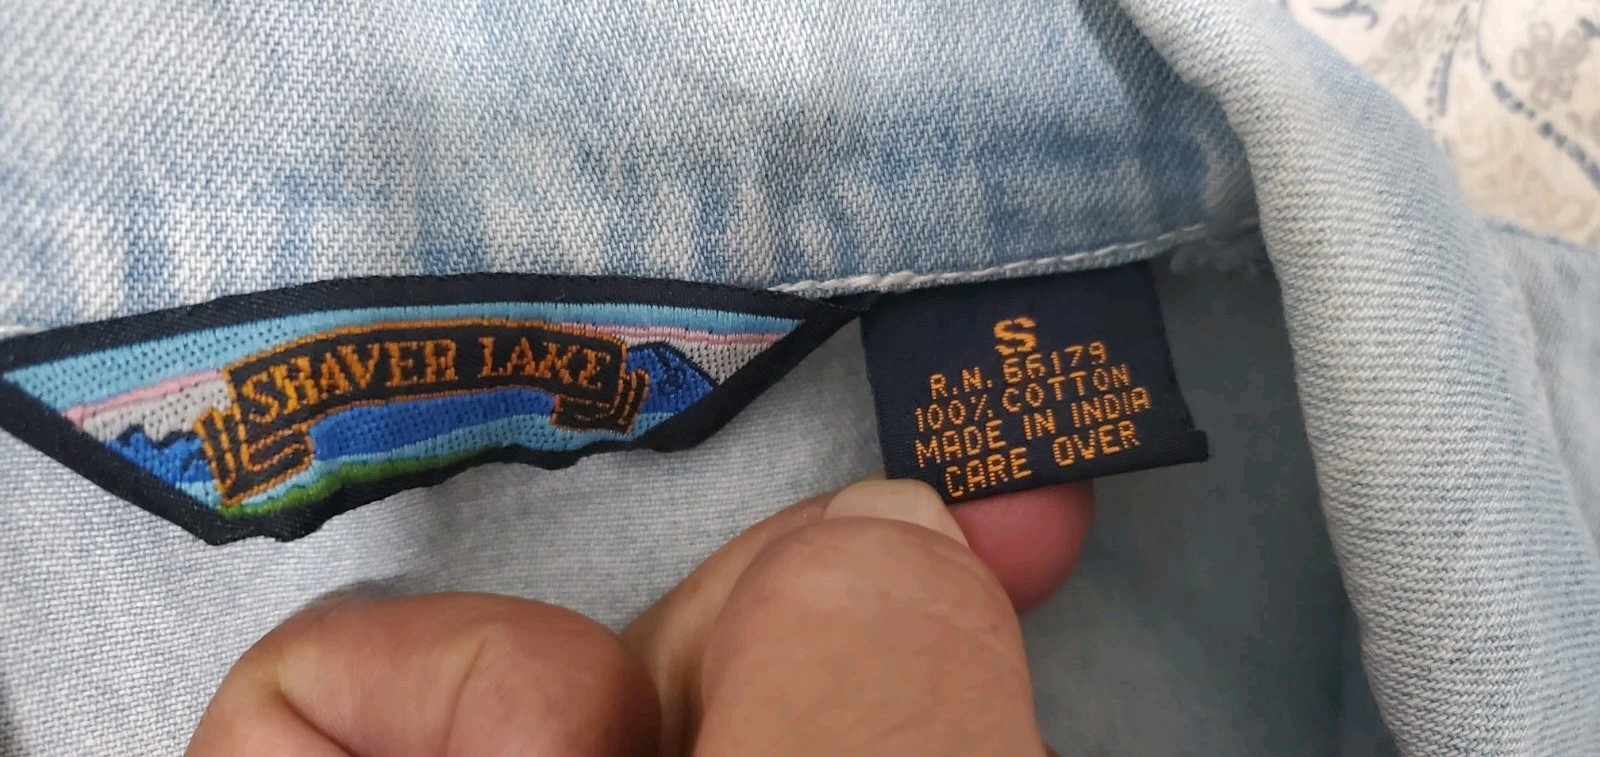 SHAVER LAKE
S
R.N. 66179
100% COTTON
MADE IN INDIA
CARE OVER